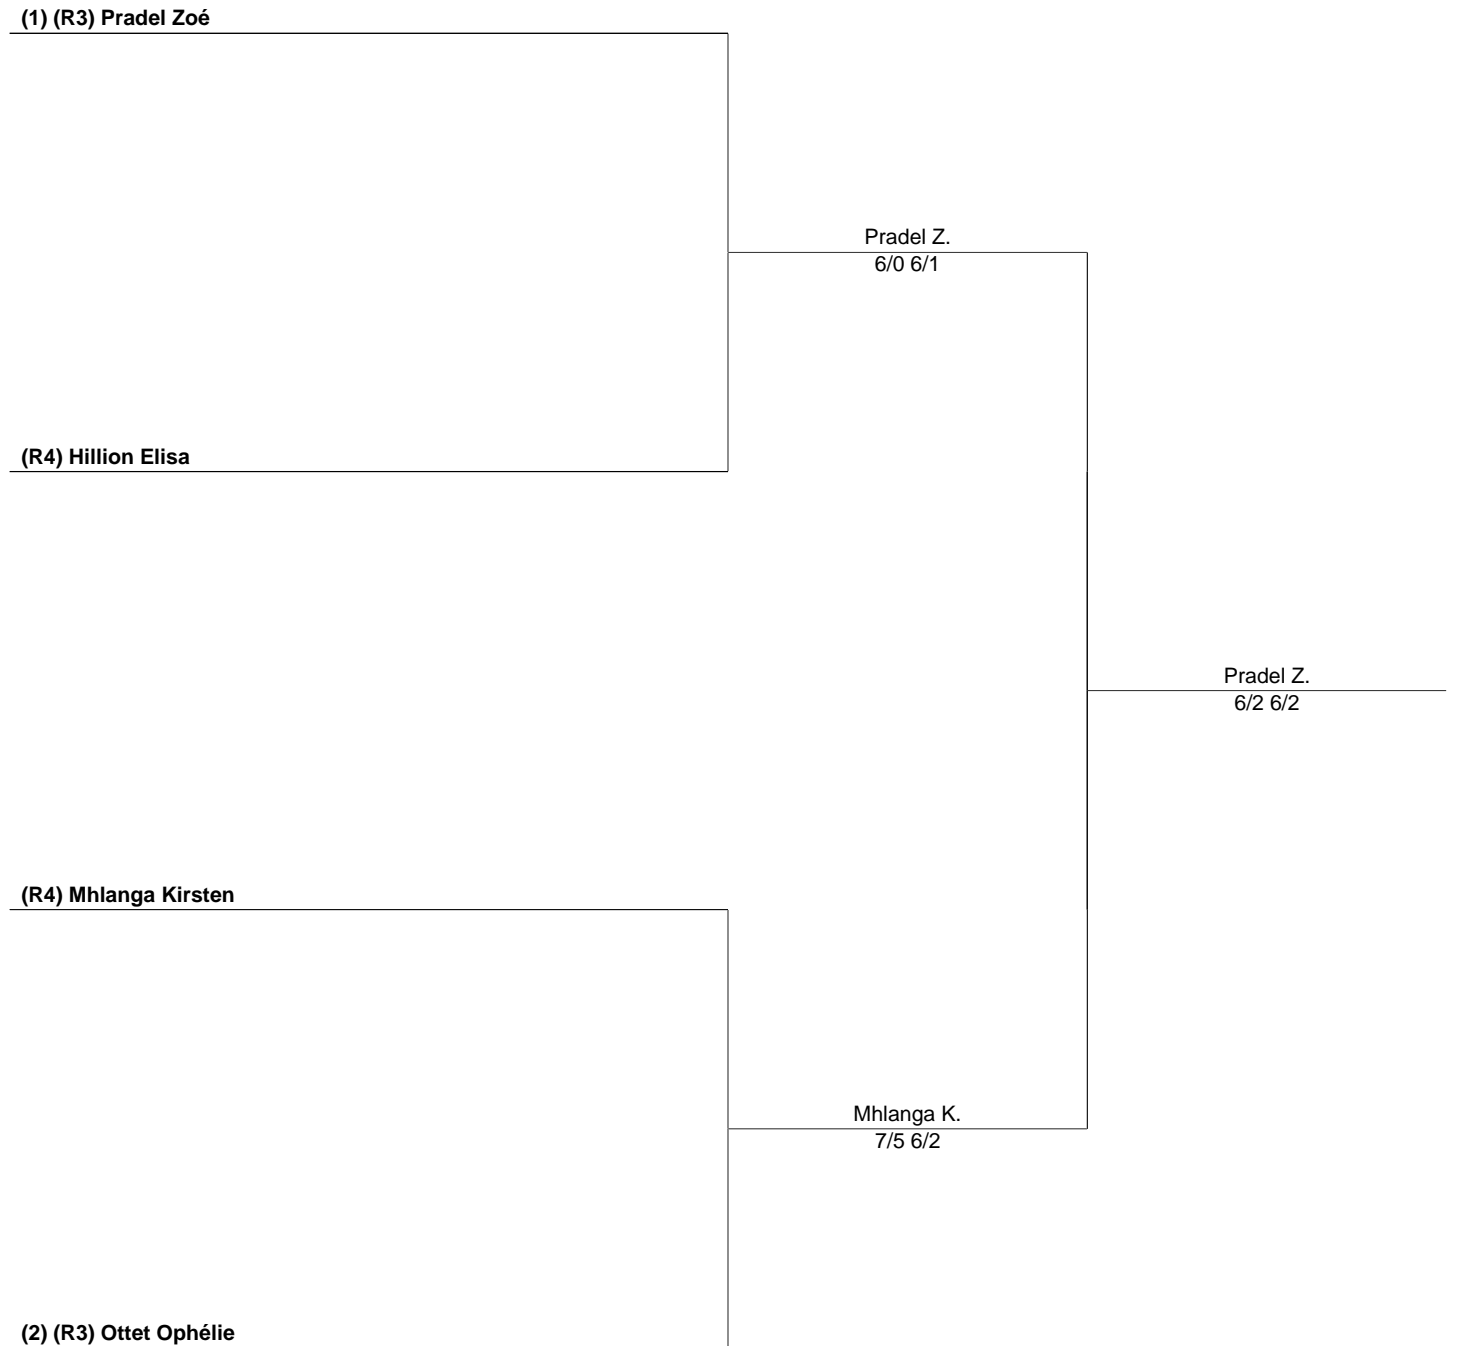 (1) (R3) Pradel Zoé
Pradel Z.
6/0 6/1
(R4) Hillion Elisa
Pradel Z.
6/2 6/2
(R4) Mhlanga Kirsten
Mhlanga K.
7/5 6/2
(2) (R3) Ottet Ophélie